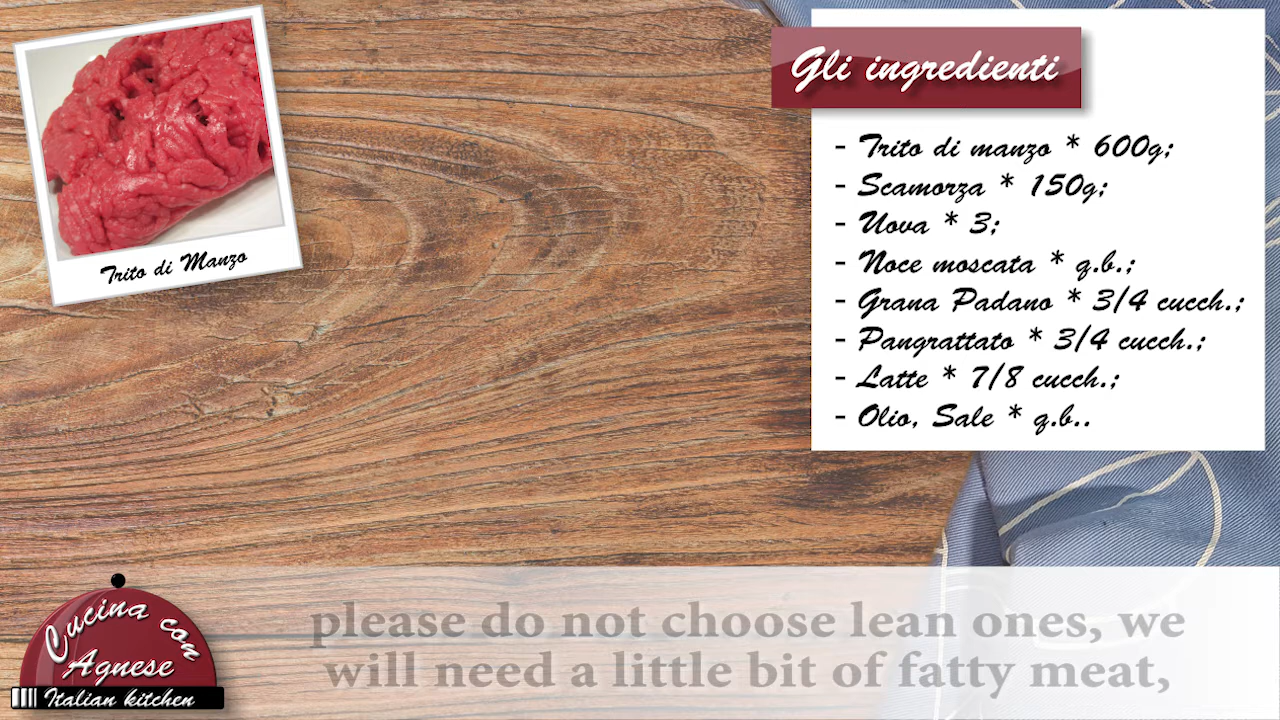 Trito di Manzo
Gli ingredienti
- Trito di manzo * 600g;
- Scamorza * 150g;
- Uova * 3;
- Noce moscata * q.b.;
- Grana Padano * 3/4 cucch.;
- Pangrattato * 3/4 cucch.;
- Latte * 7/8 cucch.;
- Olio, Sale * q.b..
please do not choose lean ones, we
will need a little bit of fatty meat,
Cucina con
Agnese
Italian kitchen